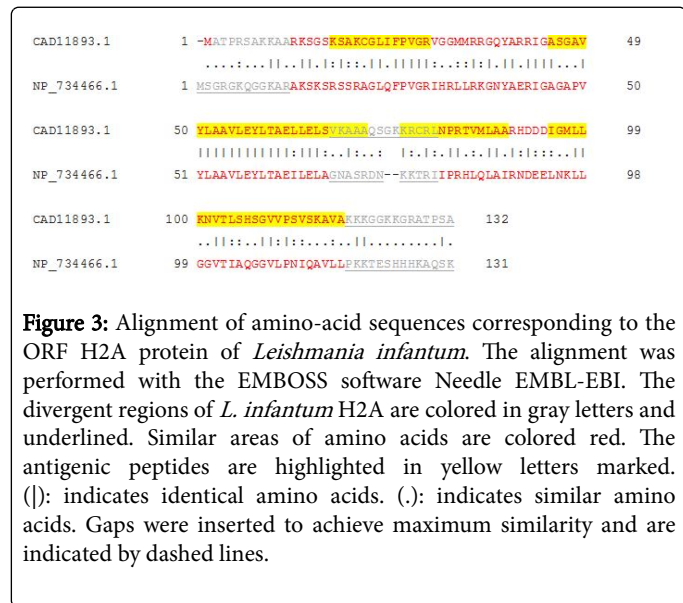 CAD11893.1 1 -MATPRSAKKAARKSGSKSAKCGLIFPVGRVGGMMRRGQYARRIGASGAV 49
NP_734466.1 1 MSGRGKQGGKARAKSKSRSSRAGLQFPVGRIHRLLRKGNYAERIGAGAPV 50
CAD11893.1 50 YLAAVLEYLTAELLELSVKAAAQSGKKRCRLNPRTVMLAARHDDDIGMLL 99
NP_734466.1 51 YLAAVLEYLTAEILELAGNASRDN--KKTRIIPRHLQLAIRNDEELNKLL 98
CAD11893.1 100 KNVTLSHSGVVPSVSKAVAKKKGGKKGRATPSA 132
NP_734466.1 99 GGVTIAQGGVLPNIQAVLLPKKTESHHHKAQSK 131
Figure 3: Alignment of amino-acid sequences corresponding to the
ORF H2A protein of Leishmania infantum. The alignment was
performed with the EMBOSS software Needle EMBL-EBI. The
divergent regions of L. infantum H2A are colored in gray letters and
underlined. Similar areas of amino acids are colored red. The
antigenic peptides are highlighted in yellow letters marked.
(|): indicates identical amino acids. (.): indicates similar amino
acids. Gaps were inserted to achieve maximum similarity and are
indicated by dashed lines.